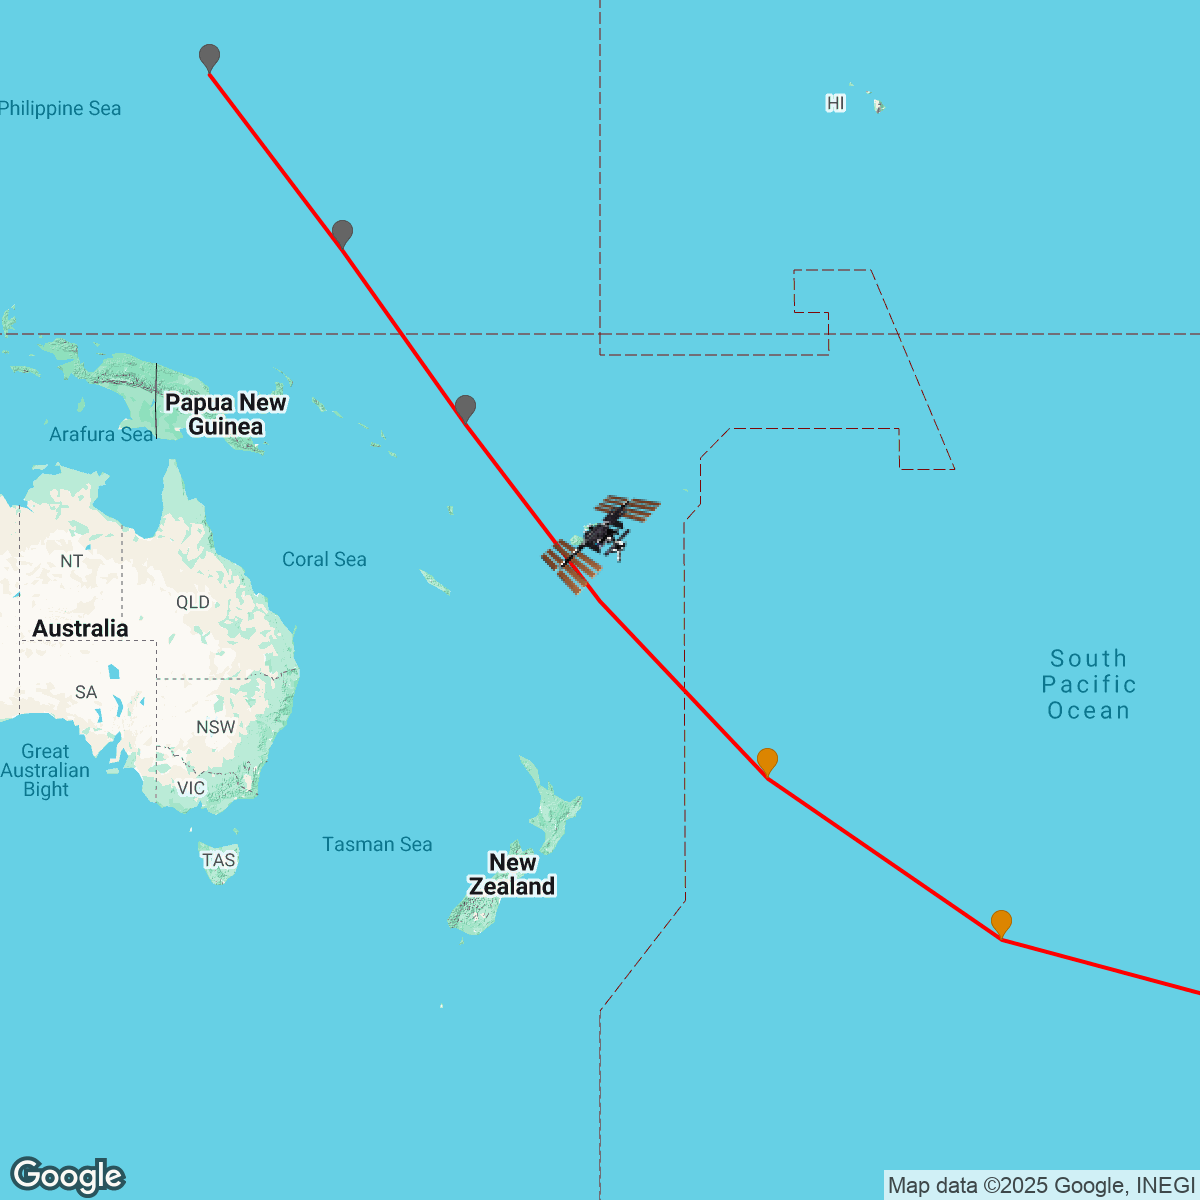 Philippine Sea
HI
Papua New
Guinea
Arafura Sea
NT
Coral Sea
QLD
Australia
South
Pacific
Ocean
SA
NSW
Great
Australian
Bight
VIC
Tasman Sea
TAS
New
Zealand
Google
Map data ©2025 Google, INEGI